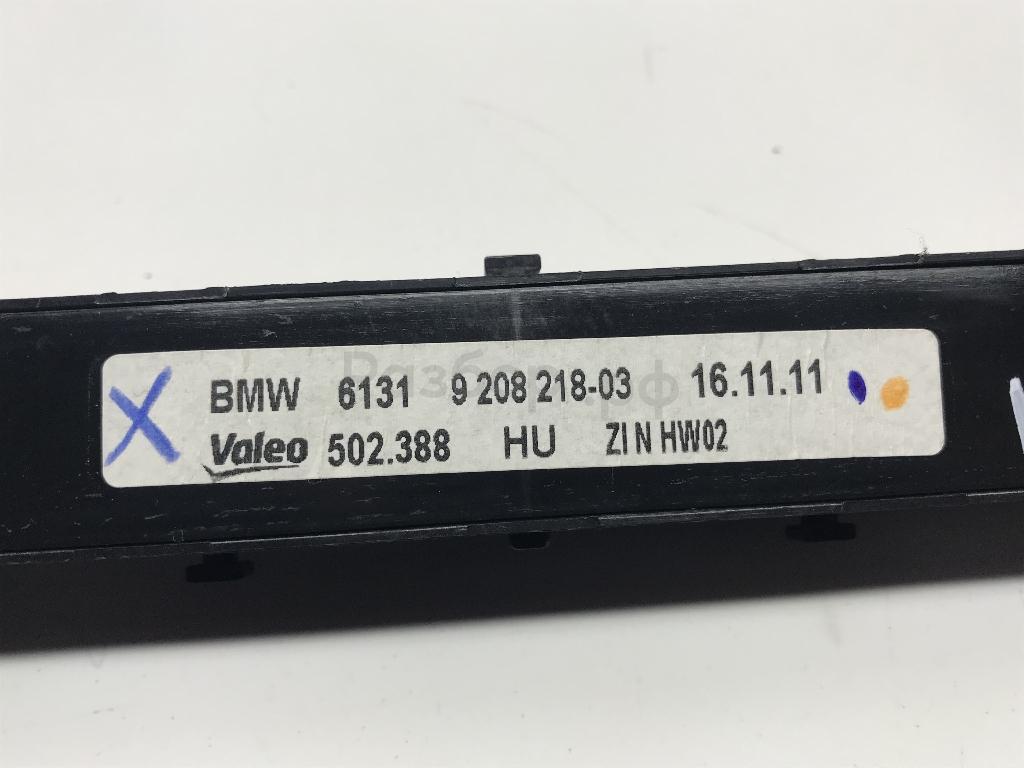 BMW 6131 9 208 218-03 16.11.11
Valeo 502.388 HU ZI N HW02